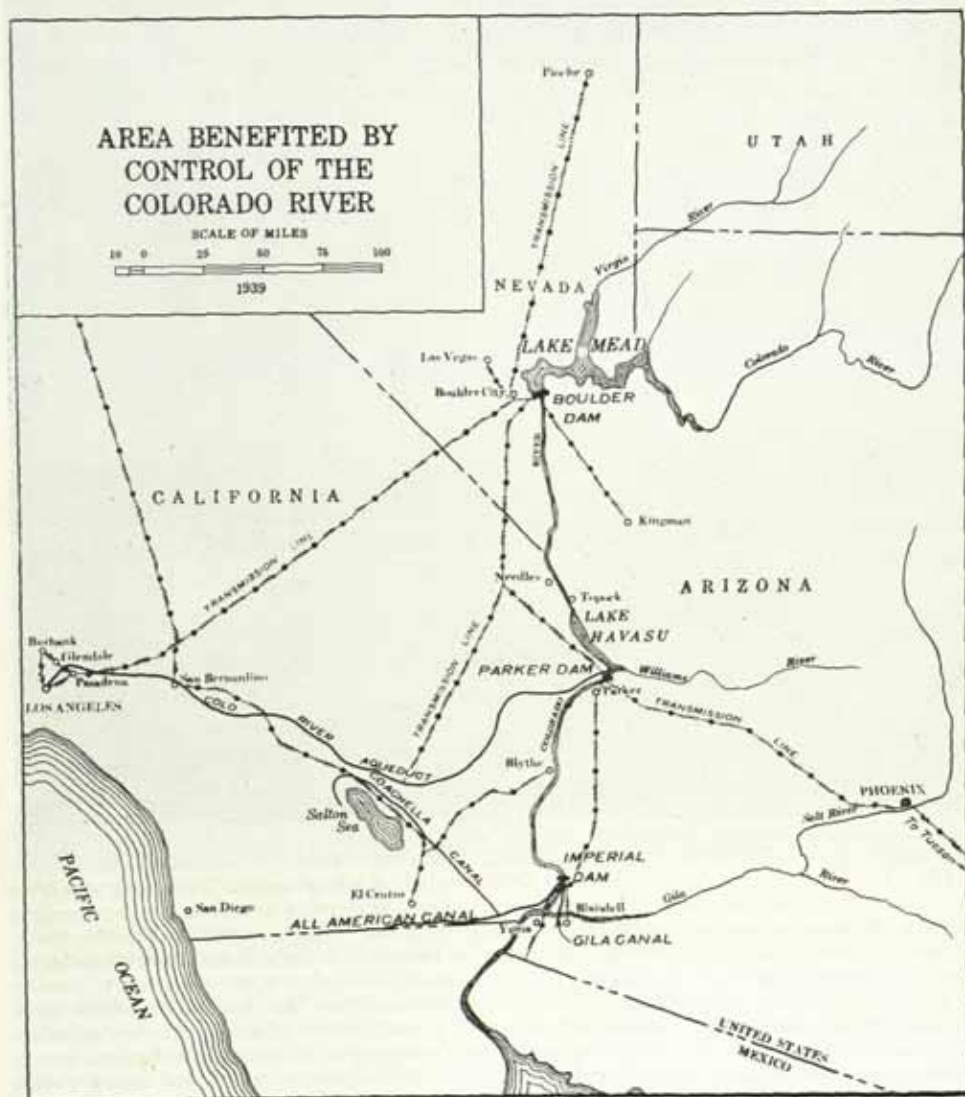 AREA BENEFITED BY
CONTROL OF THE
COLORADO RIVER
SCALE OF MILES
10 0 25 50 75 100
1939
Pioche
UTAH
TRANSMISSION LINE
Virgin River
NEVADA
LAKE MEAD
Las Vegas
Boulder City
BOULDER
DAM
Colorado River
RIVER
CALIFORNIA
Kingman
TRANSMISSION LINE
Needles
Topock
ARIZONA
LAKE
HAVASU
Burbank
Glendale
Pasadena
San Bernardino
LOS ANGELES
PARKER DAM
Williams River
Parker
TRANSMISSION LINE
TRANSMISSION LINE
COLO RIVER AQUEDUCT
COLORADO
Blythe
COACHELLA CANAL
Salton
Sea
PHOENIX
Salt River
To Tucson
PACIFIC
OCEAN
IMPERIAL
DAM
El Centro
San Diego
ALL AMERICAN CANAL
Blaisdell
Gila River
Yuma
GILA CANAL
UNITED STATES
MEXICO